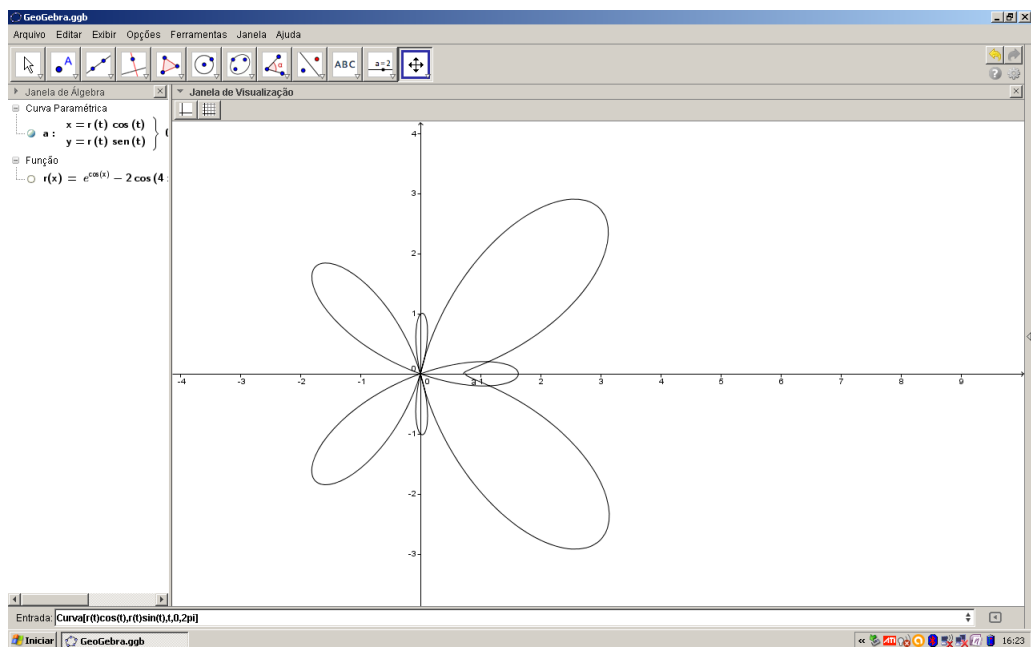 GeoGebra.ggb
Arquivo Editar Exibir Opções Ferramentas Janela Ajuda
A α ABC a=2
Janela de Álgebra
Janela de Visualização
Curva Paramétrica
a : x = r (t) cos (t)
y = r (t) sen (t)
Função
r(x) = e^cos(x) − 2 cos (4
4
3
2
1
0
-4 -3 -2 -1 0 a 1 2 3 4 5 6 7 8 9
-1
-2
-3
Entrada: Curva[r(t)cos(t),r(t)sin(t),t,0,2pi]
Iniciar GeoGebra.ggb « ATI 16:23